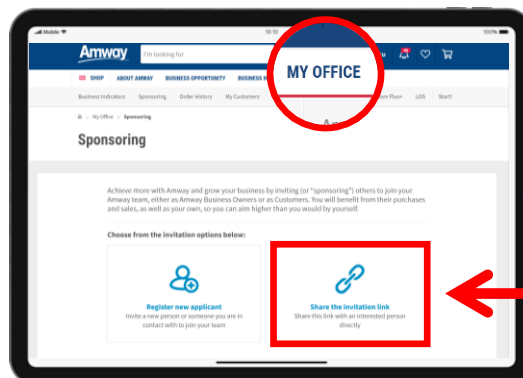 Mobile
10:10
100%
Amway
I'm looking for
MY OFFICE
SHOP ABOUT AMWAY BUSINESS OPPORTUNITY BUSINESS
Business Indicators Sponsoring Order History My Customers
Plus+ LOS Start!
My Office > Sponsoring
Sponsoring
Achieve more with Amway and grow your business by inviting (or "sponsoring") others to join your
Amway team, either as Amway Business Owners or as Customers. You will benefit from their purchases
and sales, as well as your own, so you can aim higher than you would by yourself.
Choose from the invitation options below:
Register new applicant
Invite a new person or someone you are in
contact with to join your team
Share the invitation link
Share this link with an interested person
directly